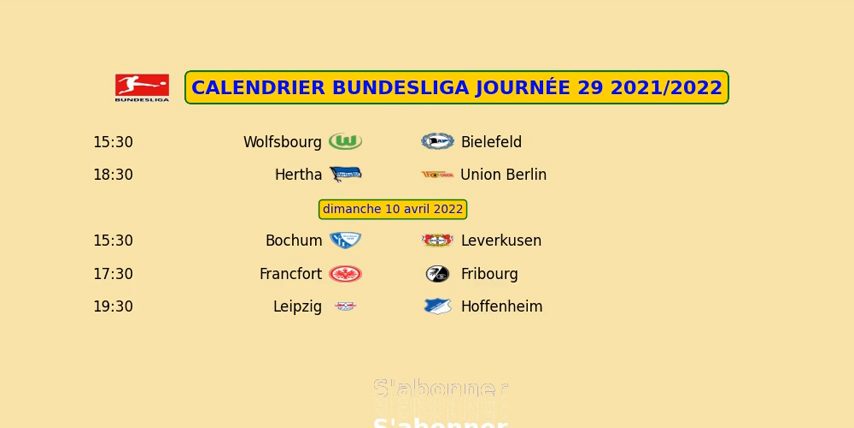 BUNDESLIGA
CALENDRIER BUNDESLIGA JOURNÉE 29 2021/2022
15:30 Wolfsbourg Bielefeld
18:30 Hertha Union Berlin
dimanche 10 avril 2022
15:30 Bochum Leverkusen
17:30 Francfort Fribourg
19:30 Leipzig Hoffenheim
S'abonner
S'abonner